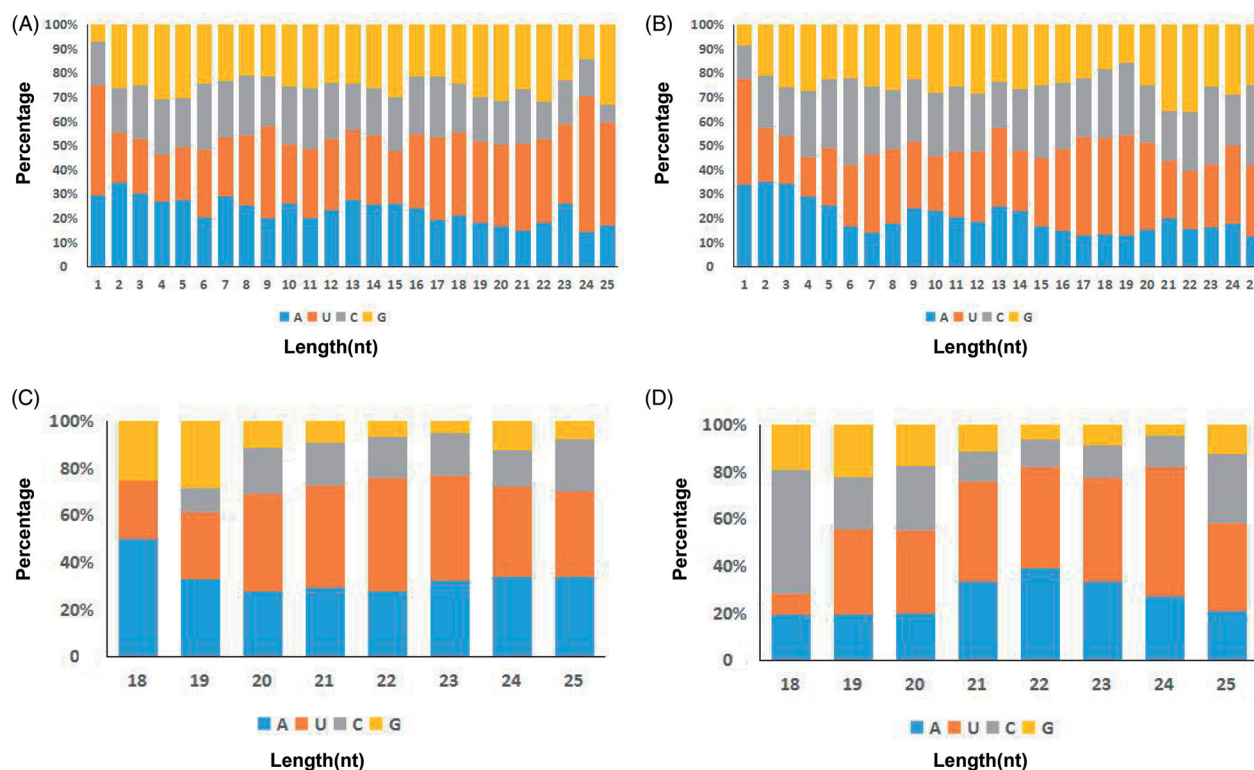 (A)
Percentage
100%
90%
80%
70%
60%
50%
40%
30%
20%
10%
0
1 2 3 4 5 6 7 8 9 10 11 12 13 14 15 16 17 18 19 20 21 22 23 24 25
A U C G
Length(nt)
(B)
Percentage
100%
90%
80%
70%
60%
50%
40%
30%
20%
10%
0
1 2 3 4 5 6 7 8 9 10 11 12 13 14 15 16 17 18 19 20 21 22 23 24
A U C G
Length(nt)
(C)
Percentage
100%
80%
60%
40%
20%
0
18 19 20 21 22 23 24 25
A U C G
Length(nt)
(D)
Percentage
100%
80%
60%
40%
20%
0
18 19 20 21 22 23 24 25
A U C G
Length(nt)